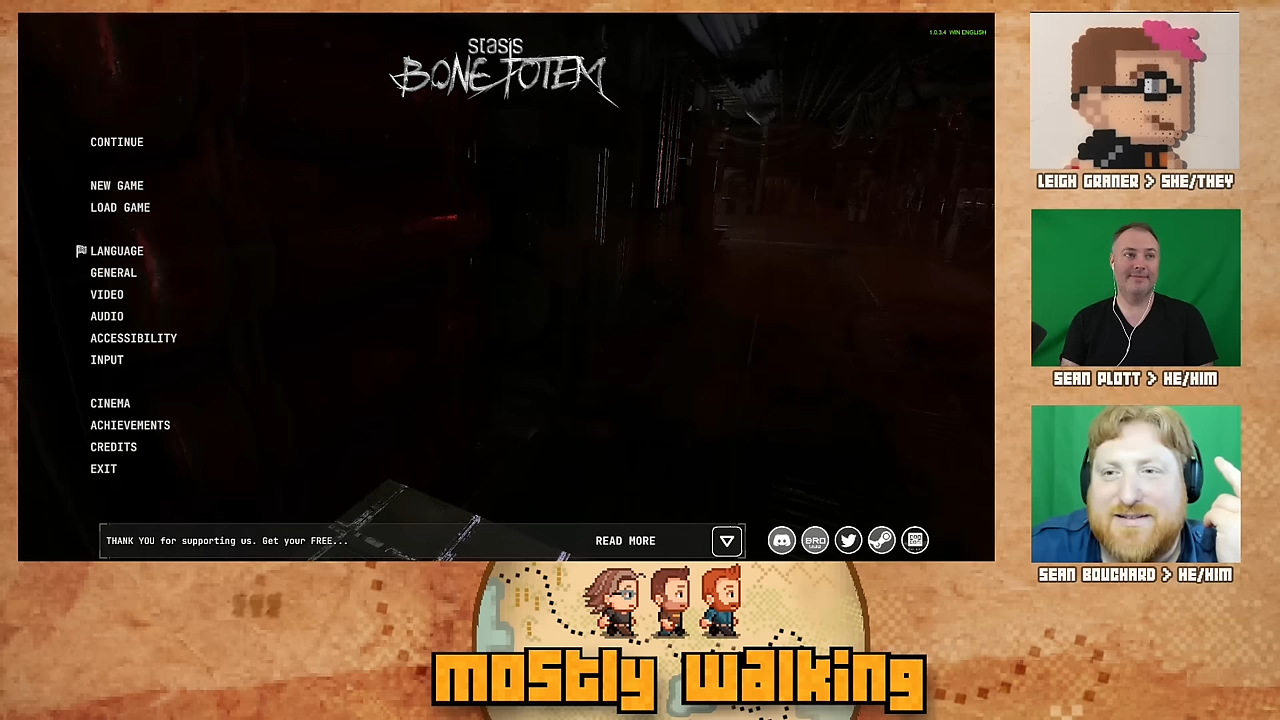 1.0.3.4 WIN ENGLISH
stasis
BONE TOTEM
CONTINUE
NEW GAME
LOAD GAME
LANGUAGE
GENERAL
VIDEO
AUDIO
ACCESSIBILITY
INPUT
CINEMA
ACHIEVEMENTS
CREDITS
EXIT
THANK YOU for supporting us. Get your FREE...
READ MORE
BRO
LEIGH GRANER > SHE/THEY
SEAN PLOTT > HE/HIM
SEAN BOUCHARD > HE/HIM
mostly walking